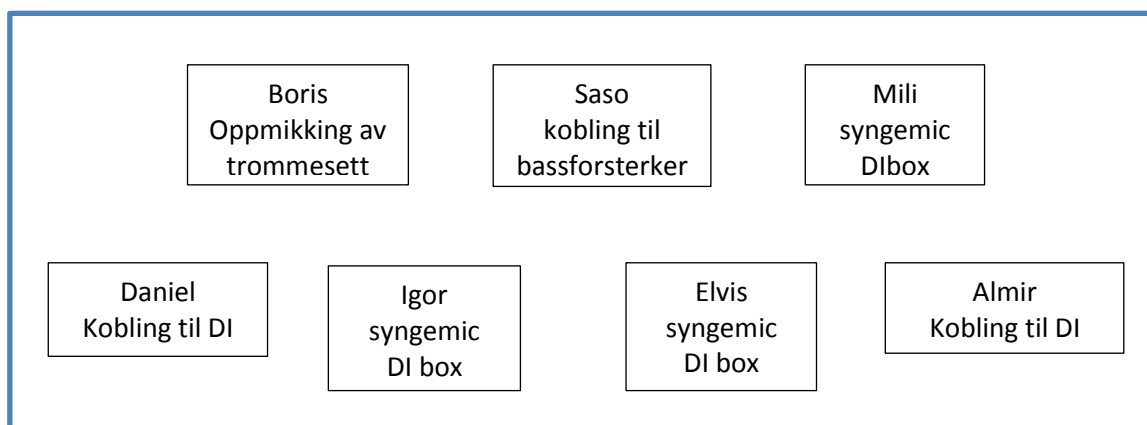 Boris
Oppmikking av
trommesett
Saso
kobling til
bassforsterker
Mili
syngemic
DIbox
Daniel
Kobling til DI
Igor
syngemic
DI box
Elvis
syngemic
DI box
Almir
Kobling til DI